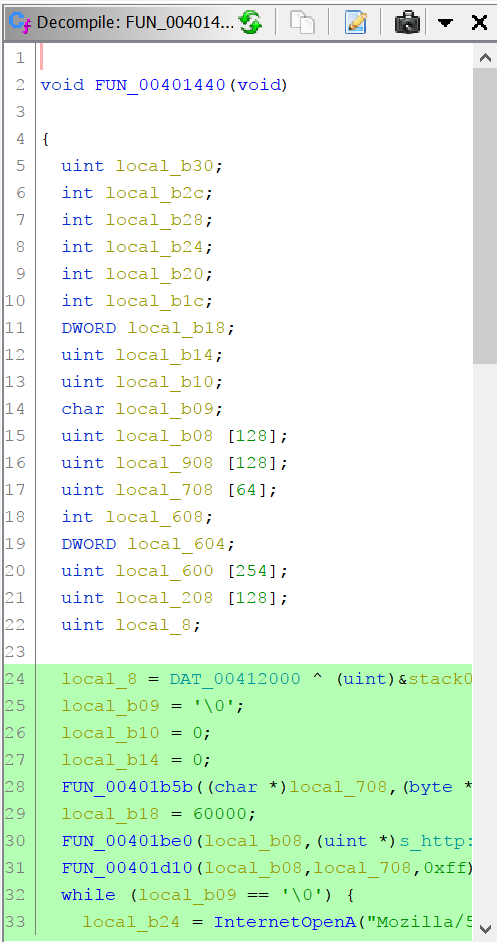 Decompile: FUN_004014...
1
2 void FUN_00401440(void)
3
4 {
5 uint local_b30;
6 int local_b2c;
7 int local_b28;
8 int local_b24;
9 int local_b20;
10 int local_b1c;
11 DWORD local_b18;
12 uint local_b14;
13 uint local_b10;
14 char local_b09;
15 uint local_b08 [128];
16 uint local_908 [128];
17 uint local_708 [64];
18 int local_608;
19 DWORD local_604;
20 uint local_600 [254];
21 uint local_208 [128];
22 uint local_8;
23
24 local_8 = DAT_00412000 ^ (uint)&stack0
25 local_b09 = '\0';
26 local_b10 = 0;
27 local_b14 = 0;
28 FUN_00401b5b((char *)local_708,(byte *
29 local_b18 = 60000;
30 FUN_00401be0(local_b08,(uint *)s_http:
31 FUN_00401d10(local_b08,local_708,0xff)
32 while (local_b09 == '\0') {
33 local_b24 = InternetOpenA("Mozilla/5